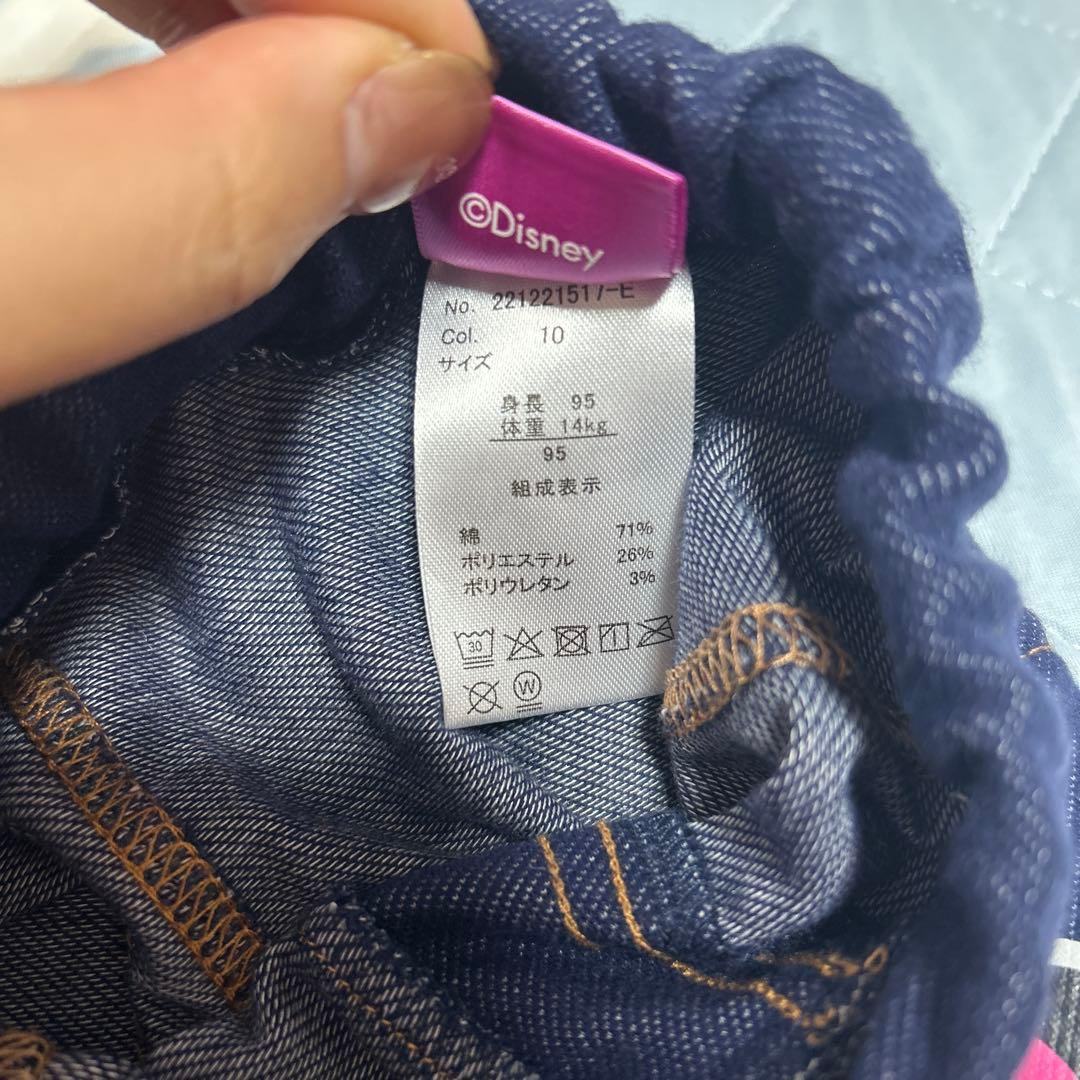 ©Disney
No. 221221517-E
Col. 10
サイズ
身長 95
体重 14kg
95
組成表示
綿 71%
ポリエステル 26%
ポリウレタン 3%
30
W